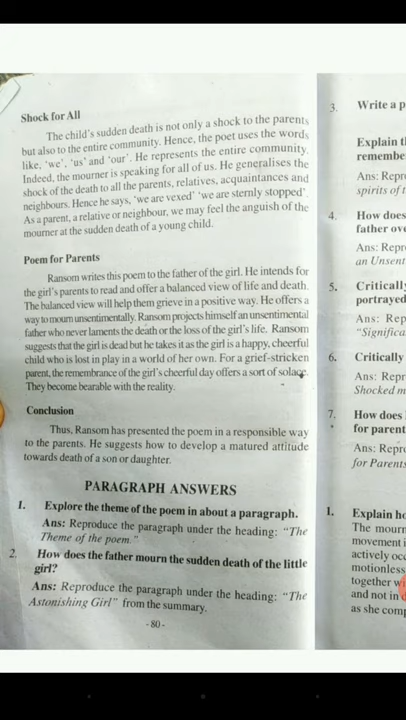 Shock for All
The child's sudden death is not only a shock to the parents
but also to the entire community. Hence, the poet uses the words
like, 'we', 'us' and 'our'. He represents the entire community.
Indeed, the mourner is speaking for all of us. He generalises the
shock of the death to all the parents, relatives, acquaintances and
neighbours. Hence he says, 'we are vexed' 'we are sternly stopped'.
As a parent, a relative or neighbour, we may feel the anguish of the
mourner at the sudden death of a young child.
Poem for Parents
Ransom writes this poem to the father of the girl. He intends for
the girl's parents to read and offer a balanced view of life and death.
The balanced view will help them grieve in a positive way. He offers a
way to mourn unsentimentally. Ransom projects himself an unsentimental
father who never laments the death or the loss of the girl's life. Ransom
suggests that the girl is dead but he takes it as the girl is a happy, cheerful
child who is lost in play in a world of her own. For a grief-stricken
parent, the remembrance of the girl's cheerful day offers a sort of solace.
They become bearable with the reality.
Conclusion
Thus, Ransom has presented the poem in a responsible way
to the parents. He suggests how to develop a matured attitude
towards death of a son or daughter.
PARAGRAPH ANSWERS
1. Explore the theme of the poem in about a paragraph.
Ans: Reproduce the paragraph under the heading: "The
Theme of the poem."
2. How does the father mourn the sudden death of the little
girl?
Ans: Reproduce the paragraph under the heading: "The
Astonishing Girl" from the summary.
- 80 -
3. Write a p
Explain t
remembe
Ans: Repr
spirits of t
4. How does
father ove
Ans: Repr
an Unsent
5. Critically
portrayed
Ans: Rep
"Significa
6. Critically
Ans: Repr
Shocked m
7. How does
for parent
Ans: Repr
for Parents
1. Explain ho
The mourn
movement i
actively occ
motionless
together w
and not in
as she comp